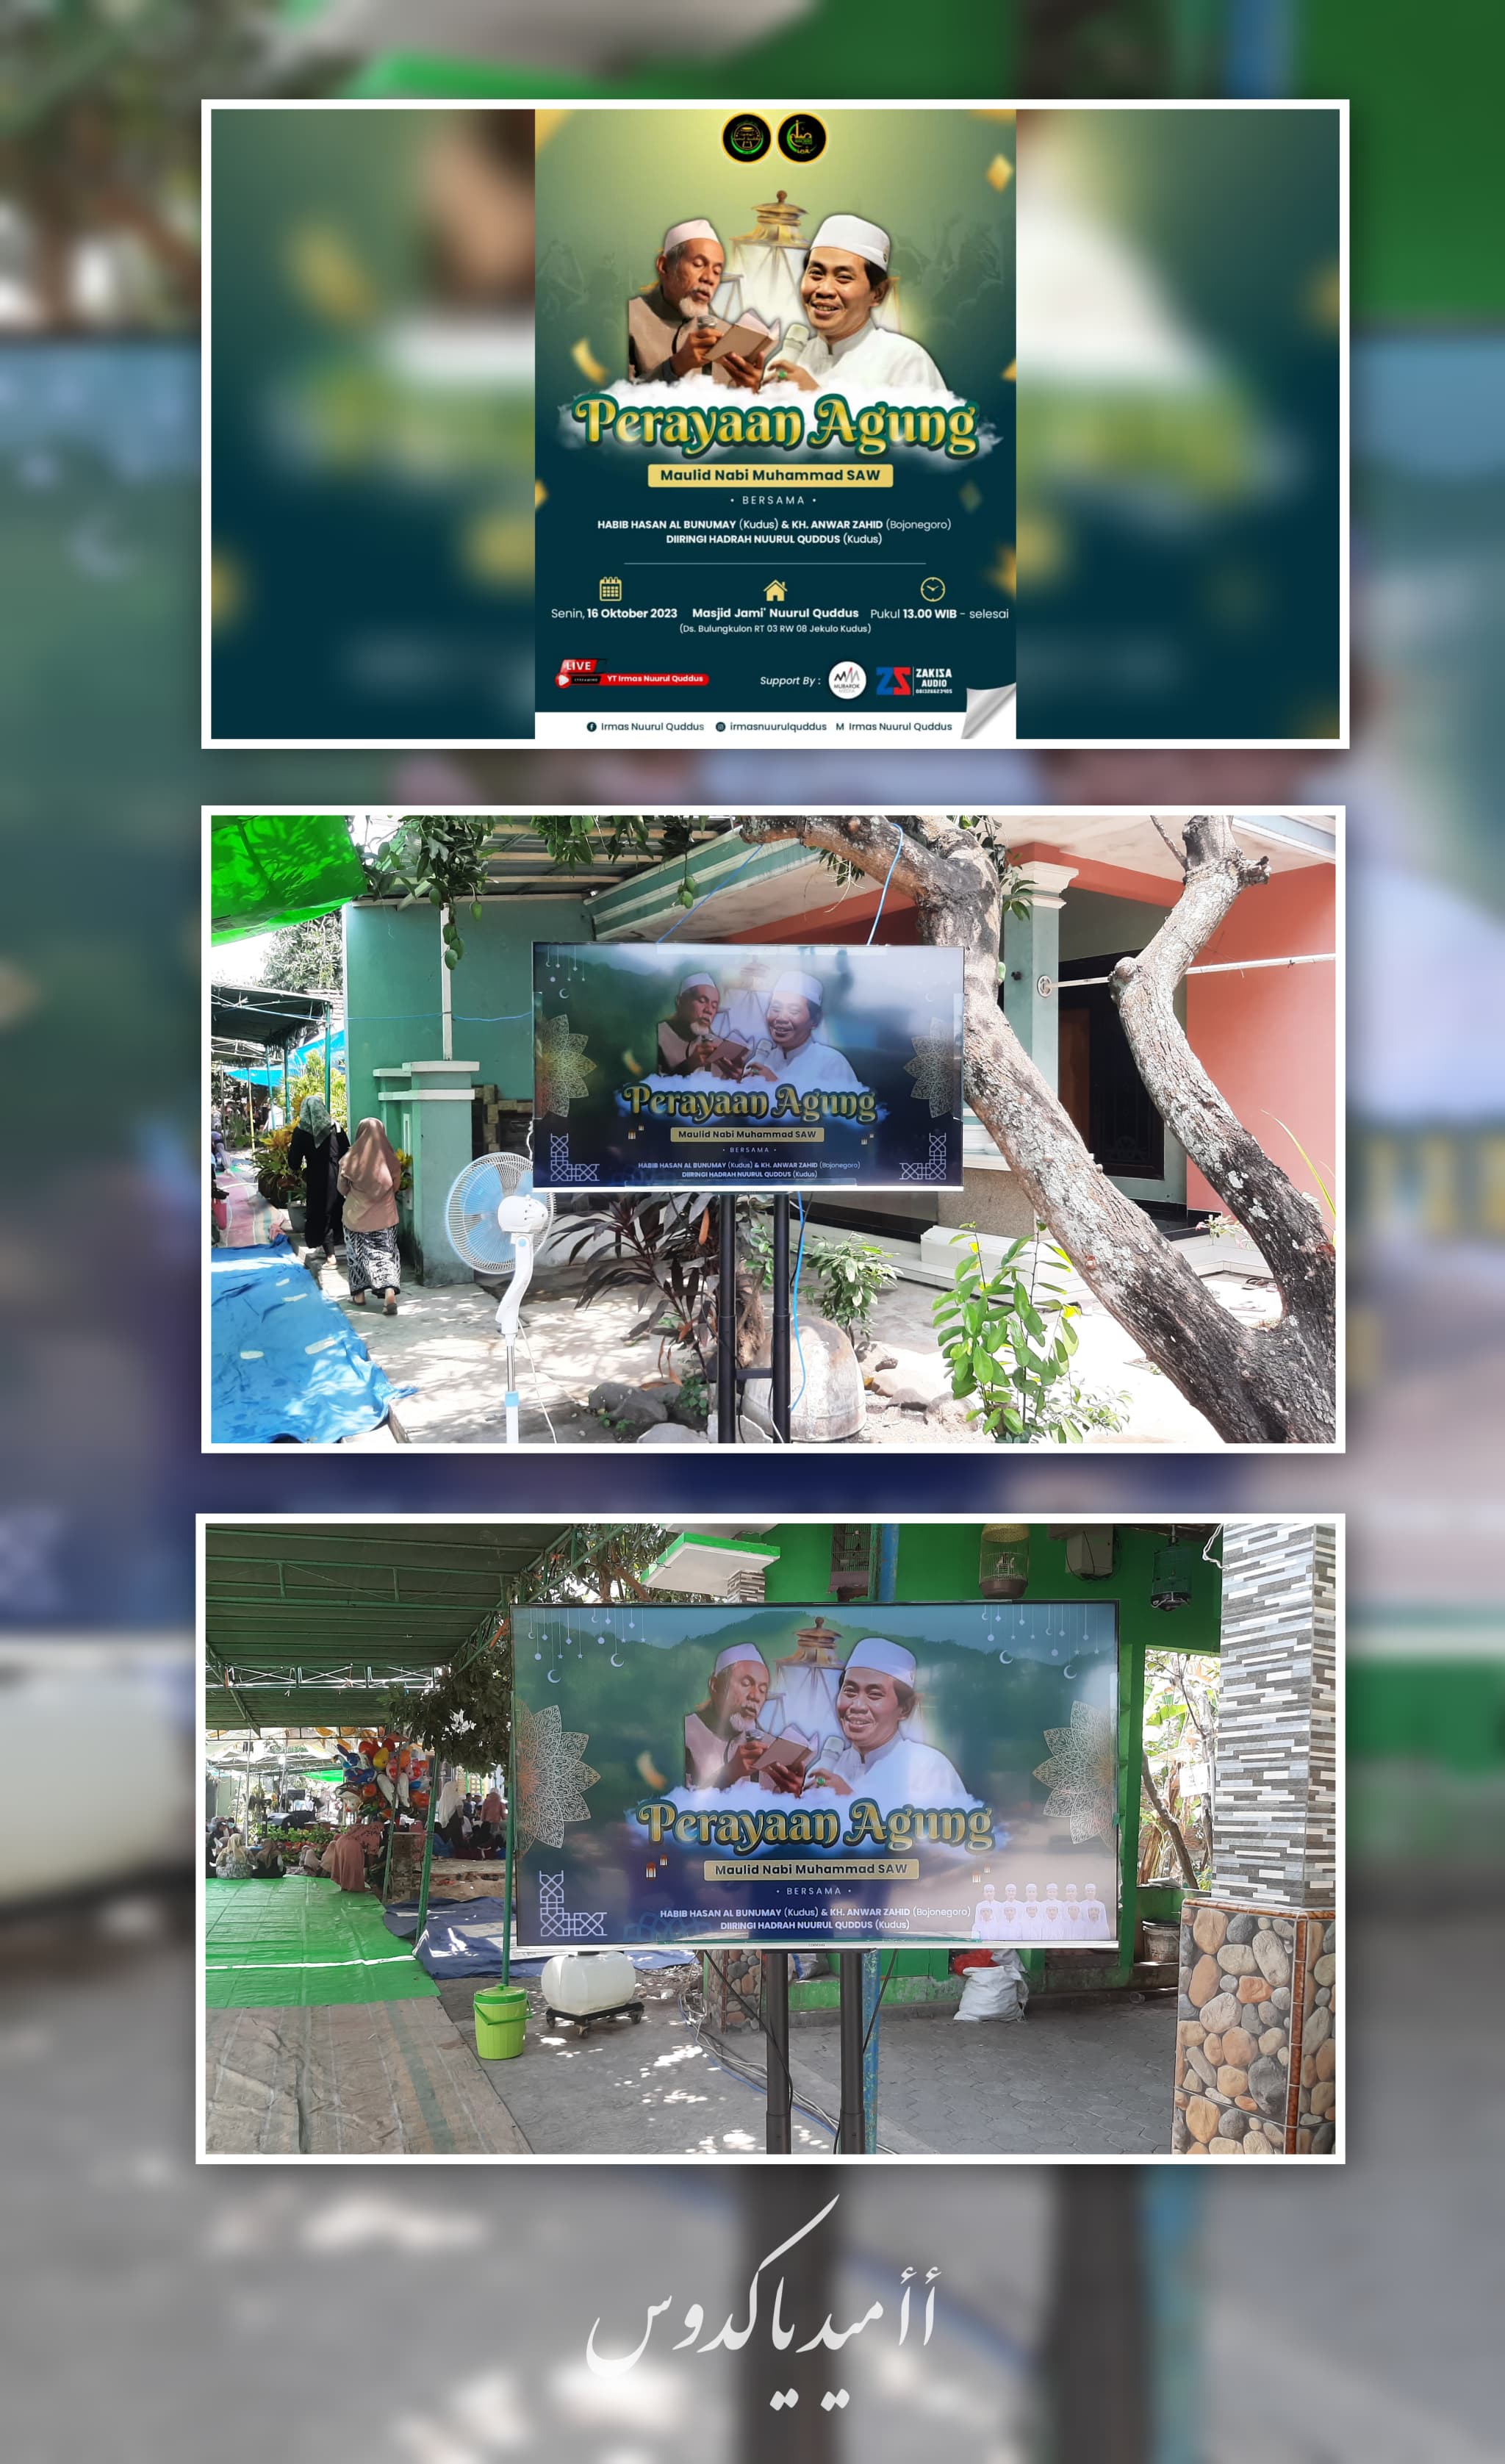 Perayaan Agung
Maulid Nabi Muhammad SAW
• BERSAMA •
HABIB HASAN AL BUNUMAY (Kudus) & KH. ANWAR ZAHID (Bojonegoro)
DIIRINGI HADRAH NUURUL QUDDUS (Kudus)
Senin, 16 Oktober 2023
Masjid Jami' Nuurul Quddus
(Ds. Bulungkulon RT 03 RW 08 Jekulo Kudus)
Pukul 13.00 WIB - selesai
LIVE
YT Irmas Nuurul Quddus
Support By :
MUBAROK
ZS ZAKISA
AUDIO
Irmas Nuurul Quddus irmasnuurulquddus M Irmas Nuurul Quddus
Perayaan Agung
Maulid Nabi Muhammad SAW
• BERSAMA •
HABIB HASAN AL BUNUMAY (Kudus) & KH. ANWAR ZAHID (Bojonegoro)
DIIRINGI HADRAH NUURUL QUDDUS (Kudus)
Perayaan Agung
Maulid Nabi Muhammad SAW
• BERSAMA •
HABIB HASAN AL BUNUMAY (Kudus) & KH. ANWAR ZAHID (Bojonegoro)
DIIRINGI HADRAH NUURUL QUDDUS (Kudus)
أأميدياكدوس